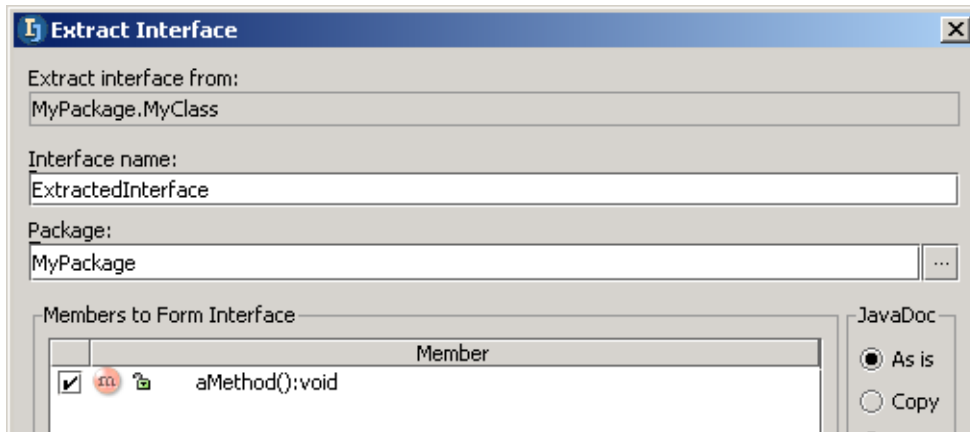 Extract Interface
Extract interface from:
MyPackage.MyClass
Interface name:
ExtractedInterface
Package:
MyPackage
...
Members to Form Interface
JavaDoc
Member
As is
m aMethod():void
Copy